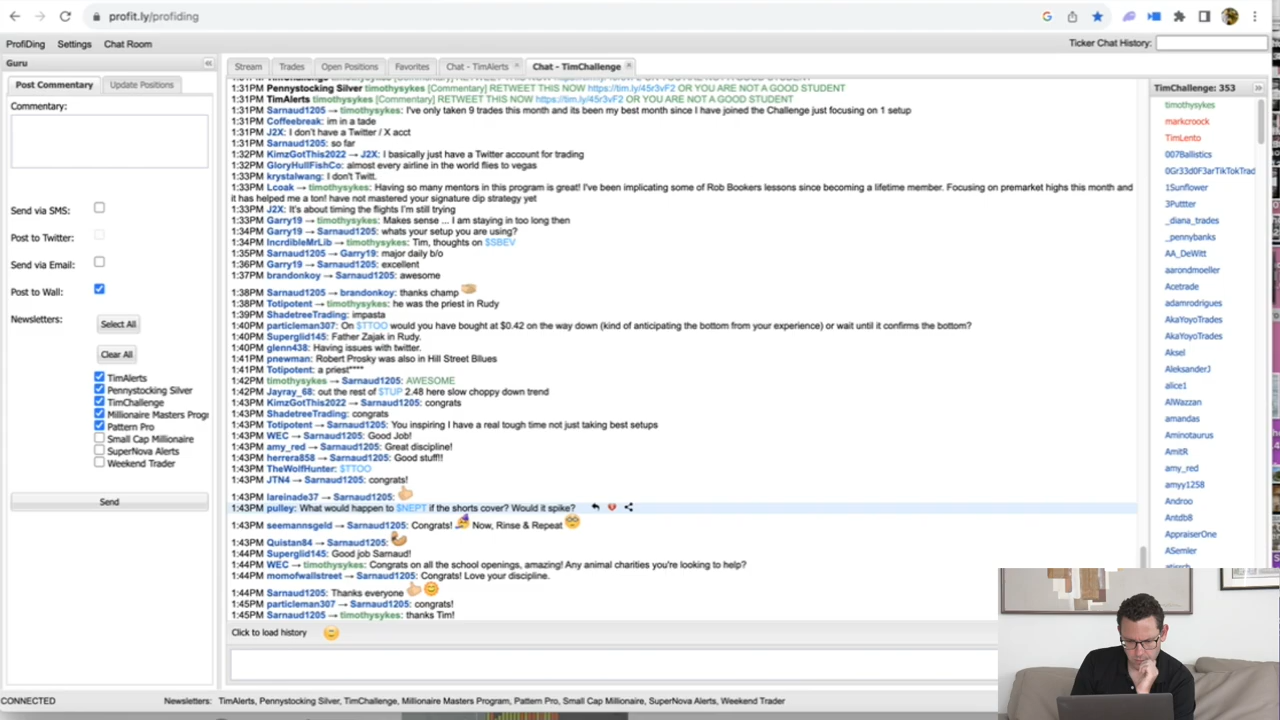 profit.ly/profiding
ProfiDing Settings Chat Room
Ticker Chat History:
Guru
Post Commentary Update Positions
Commentary:
Send via SMS:
Post to Twitter:
Send via Email:
Post to Wall:
Newsletters:
Select All
Clear All
TimAlerts
Pennystocking Silver
TimChallenge
Millionaire Masters Progr
Pattern Pro
Small Cap Millionaire
SuperNova Alerts
Weekend Trader
Send
Stream Trades Open Positions Favorites Chat - TimAlerts Chat - TimChallenge
1:31PM Pennystocking Silver timothysykes [Commentary] RETWEET THIS NOW https://tim.ly/45r3vF2 OR YOU ARE NOT A GOOD STUDENT
1:31PM TimAlerts timothysykes [Commentary] RETWEET THIS NOW https://tim.ly/45r3vF2 OR YOU ARE NOT A GOOD STUDENT
1:31PM Sarnaud1205 → timothysykes: I've only taken 9 trades this month and its been my best month since I have joined the Challenge just focusing on 1 setup
1:31PM Coffeebreak: im in a tade
1:31PM J2X: I don't have a Twitter / X acct
1:31PM Sarnaud1205: so far
1:32PM KimzGotThis2022 → J2X: I basically just have a Twitter account for trading
1:32PM GloryHullFishCo: almost every airline in the world flies to vegas
1:33PM krystalwang: I don't Twitt.
1:33PM Lcoak → timothysykes: Having so many mentors in this program is great! I've been implicating some of Rob Bookers lessons since becoming a lifetime member. Focusing on premarket highs this month and
it has helped me a ton! have not mastered your signature dip strategy yet
1:33PM J2X: It's about timing the flights I'm still trying
1:33PM Garry19 → timothysykes: Makes sense ... I am staying in too long then
1:34PM Garry19 → Sarnaud1205: whats your setup you are using?
1:34PM IncrdibleMrLib → timothysykes: Tim, thoughts on $SBEV
1:35PM Sarnaud1205 → Garry19: major daily b/o
1:36PM Garry19 → Sarnaud1205: excellent
1:37PM brandonkoy → Sarnaud1205: awesome
1:38PM Sarnaud1205 → brandonkoy: thanks champ
1:38PM Totipotent → timothysykes: he was the priest in Rudy
1:39PM ShadetreeTrading: impasta
1:40PM particleman307: On $TTOO would you have bought at $0.42 on the way down (kind of anticipating the bottom from your experience) or wait until it confirms the bottom?
1:40PM Superglid145: Father Zajak in Rudy.
1:40PM glenn438: Having issues with twitter.
1:41PM pnewman: Robert Prosky was also in Hill Street Bllues
1:41PM Totipotent: a priest****
1:42PM timothysykes → Sarnaud1205: AWESOME
1:42PM Jayray_68: out the rest of $TUP 2.48 here slow choppy down trend
1:43PM KimzGotThis2022 → Sarnaud1205: congrats
1:43PM ShadetreeTrading: congrats
1:43PM Totipotent → Sarnaud1205: You inspiring I have a real tough time not just taking best setups
1:43PM WEC → Sarnaud1205: Good Job!
1:43PM amy_red → Sarnaud1205: Great discipline!
1:43PM herrera858 → Sarnaud1205: Good stuff!!
1:43PM TheWolfHunter: $TTOO
1:43PM JTN4 → Sarnaud1205: congrats!
1:43PM lareinade37 → Sarnaud1205:
1:43PM pulley: What would happen to $NEPT if the shorts cover? Would it spike?
1:43PM seemannsgeld → Sarnaud1205: Congrats! Now, Rinse & Repeat
1:43PM Quistan84 → Sarnaud1205:
1:44PM Superglid145: Good job Sarnaud!
1:44PM WEC → timothysykes: Congrats on all the school openings, amazing! Any animal charities you're looking to help?
1:44PM momofwallstreet → Sarnaud1205: Congrats! Love your discipline.
1:44PM Sarnaud1205: Thanks everyone
1:45PM particleman307 → Sarnaud1205: congrats!
1:45PM Sarnaud1205 → timothysykes: thanks Tim!
Click to load history
TimChallenge: 353
timothysykes
markcroock
TimLento
007Ballistics
0Gr33d0F3arTikTokTrad
1Sunflower
3Puttter
_diana_trades
_pennybanks
AA_DeWitt
aarondmoeller
Acetrade
adamrodrigues
AkaYoyoTrades
AkaYoyoTrades
Aksel
AleksanderJ
alice1
AlWazzan
amandas
Aminotaurus
AmitR
amy_red
amyy1258
Androo
Antdb8
AppraiserOne
ASemler
CONNECTED
Newsletters: TimAlerts, Pennystocking Silver, TimChallenge, Millionaire Masters Program, Pattern Pro, Small Cap Millionaire, SuperNova Alerts, Weekend Trader